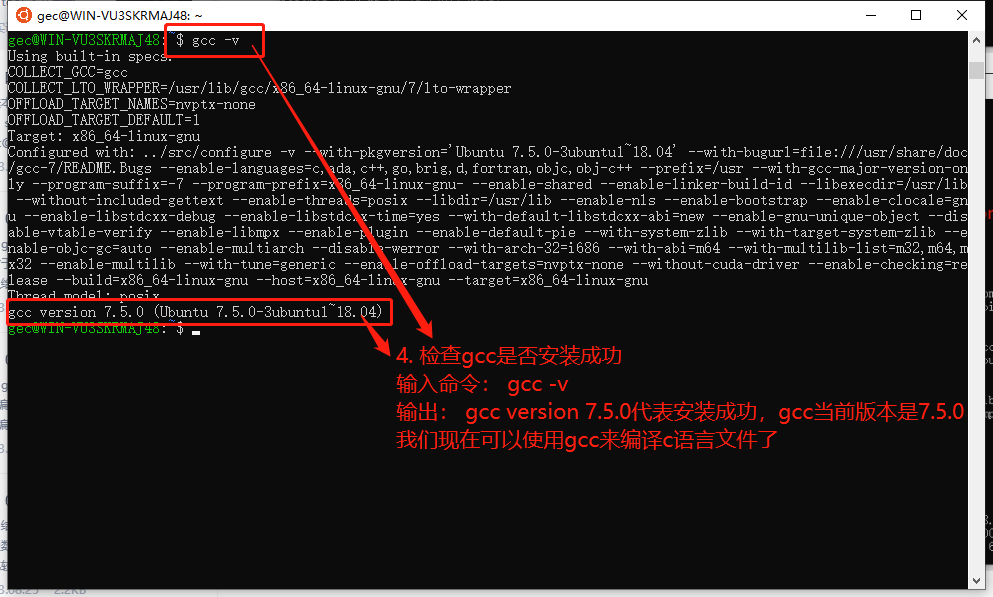 gec@WIN-VU3SKRMAJ48: ~
gec@WIN-VU3SKRMAJ48:~$ gcc -v
Using built-in specs.
COLLECT_GCC=gcc
COLLECT_LTO_WRAPPER=/usr/lib/gcc/x86_64-linux-gnu/7/lto-wrapper
OFFLOAD_TARGET_NAMES=nvptx-none
OFFLOAD_TARGET_DEFAULT=1
Target: x86_64-linux-gnu
Configured with: ../src/configure -v --with-pkgversion='Ubuntu 7.5.0-3ubuntu1~18.04' --with-bugurl=file:///usr/share/doc
/gcc-7/README.Bugs --enable-languages=c,ada,c++,go,brig,d,fortran,objc,obj-c++ --prefix=/usr --with-gcc-major-version-on
ly --program-suffix=-7 --program-prefix=x86_64-linux-gnu- --enable-shared --enable-linker-build-id --libexecdir=/usr/lib
--without-included-gettext --enable-threads=posix --libdir=/usr/lib --enable-nls --enable-bootstrap --enable-clocale=gn
u --enable-libstdcxx-debug --enable-libstdcxx-time=yes --with-default-libstdcxx-abi=new --enable-gnu-unique-object --dis
able-vtable-verify --enable-libmpx --enable-plugin --enable-default-pie --with-system-zlib --with-target-system-zlib --e
nable-objc-gc=auto --enable-multiarch --disable-werror --with-arch-32=i686 --with-abi=m64 --with-multilib-list=m32,m64,m
x32 --enable-multilib --with-tune=generic --enable-offload-targets=nvptx-none --without-cuda-driver --enable-checking=re
lease --build=x86_64-linux-gnu --host=x86_64-linux-gnu --target=x86_64-linux-gnu
Thread model: posix
gcc version 7.5.0 (Ubuntu 7.5.0-3ubuntu1~18.04)
gec@WIN-VU3SKRMAJ48:~$
4. 检查gcc是否安装成功
输入命令： gcc -v
输出： gcc version 7.5.0代表安装成功，gcc当前版本是7.5.0
我们现在可以使用gcc来编译c语言文件了